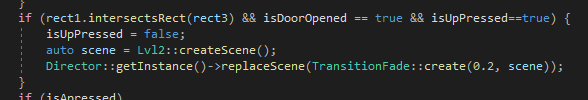 }
if (rect1.intersectsRect(rect3) && isDoorOpened == true && isUpPressed==true) {
isUpPressed = false;
auto scene = Lvl2::createScene();
Director::getInstance()->replaceScene(TransitionFade::create(0.2, scene));
}
if (isApressed)